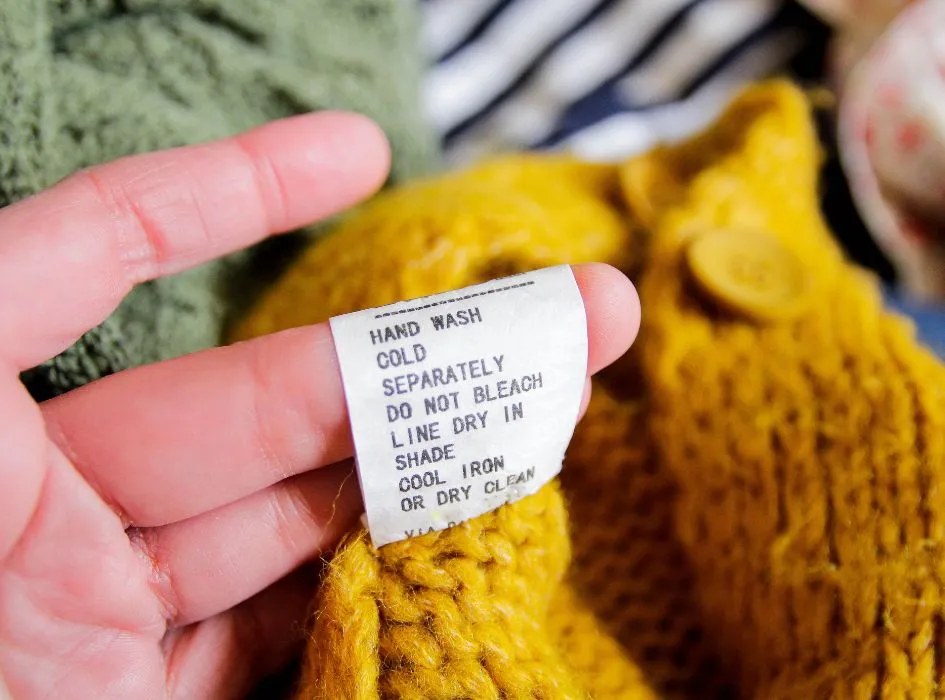 HAND WASH
COLD
SEPARATELY
DO NOT BLEACH
LINE DRY IN
SHADE
COOL IRON
OR DRY CLEAN